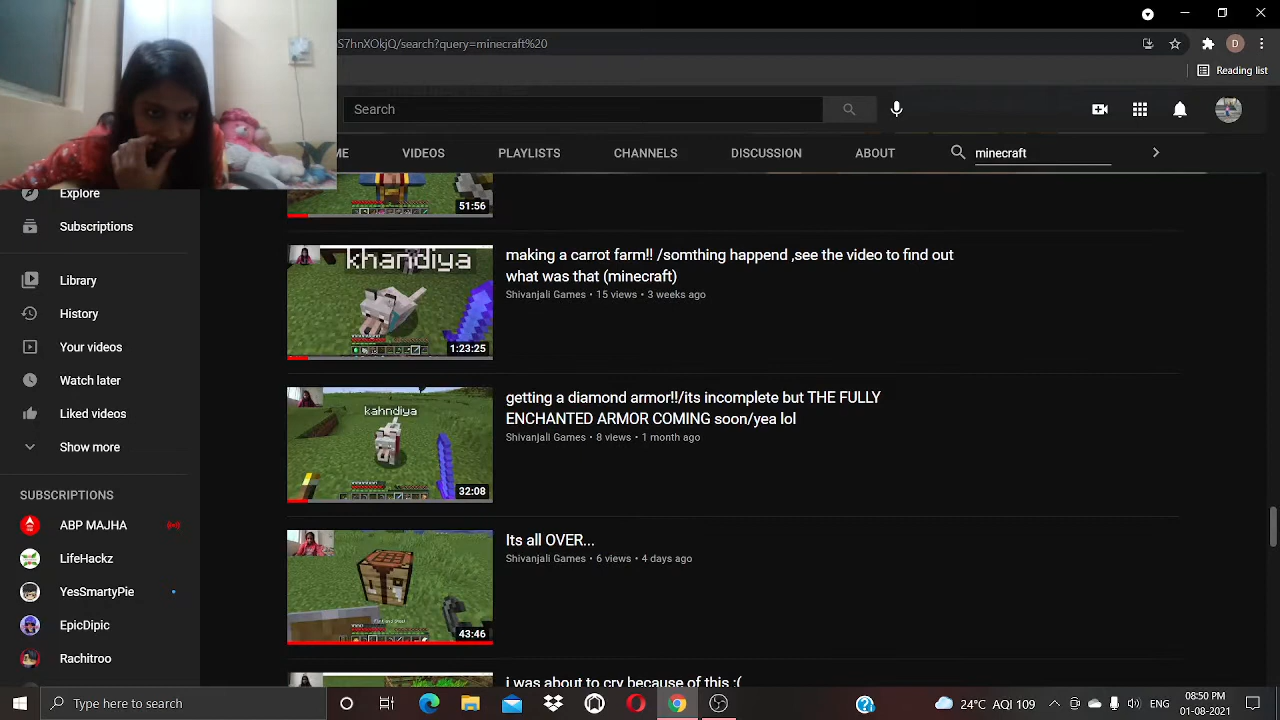 S7hnXOkjQ/search?query=minecraft%20
D
Reading list
Search
ME
VIDEOS
PLAYLISTS
CHANNELS
DISCUSSION
ABOUT
minecraft
Explore
Subscriptions
Library
History
Your videos
Watch later
Liked videos
Show more
SUBSCRIPTIONS
ABP MAJHA
LifeHackz
YesSmartyPie
EpicDipic
Rachitroo
51:56
khandiya
1:23:25
making a carrot farm!! /somthing happend ,see the video to find out
what was that (minecraft)
Shivanjali Games • 15 views • 3 weeks ago
kahndiya
32:08
getting a diamond armor!!/its incomplete but THE FULLY
ENCHANTED ARMOR COMING soon/yea lol
Shivanjali Games • 8 views • 1 month ago
43:46
Its all OVER...
Shivanjali Games • 6 views • 4 days ago
i was about to cry because of this :(
Type here to search
24°C AQI 109
ENG
08:50 PM
01-08-2021